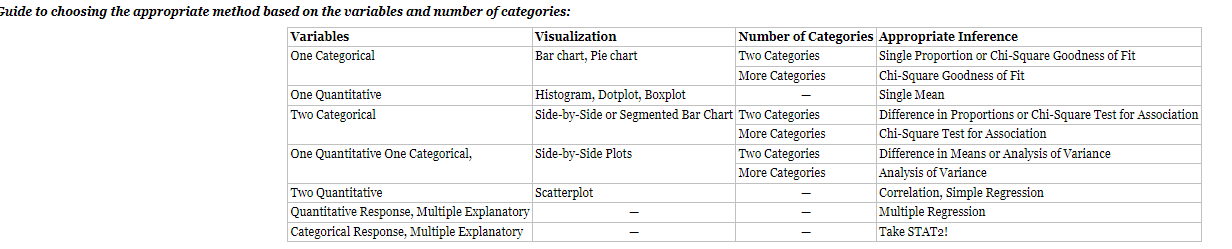 Guide to choosing the appropriate method based on the variables and number of categories:
Variables Visualization Number of Categories Appropriate Inference
One Categorical Bar chart, Pie chart Two Categories Single Proportion or Chi-Square Goodness of Fit
More Categories Chi-Square Goodness of Fit
One Quantitative Histogram, Dotplot, Boxplot — Single Mean
Two Categorical Side-by-Side or Segmented Bar Chart Two Categories Difference in Proportions or Chi-Square Test for Association
More Categories Chi-Square Test for Association
One Quantitative One Categorical, Side-by-Side Plots Two Categories Difference in Means or Analysis of Variance
More Categories Analysis of Variance
Two Quantitative Scatterplot — Correlation, Simple Regression
Quantitative Response, Multiple Explanatory — — Multiple Regression
Categorical Response, Multiple Explanatory — — Take STAT2!